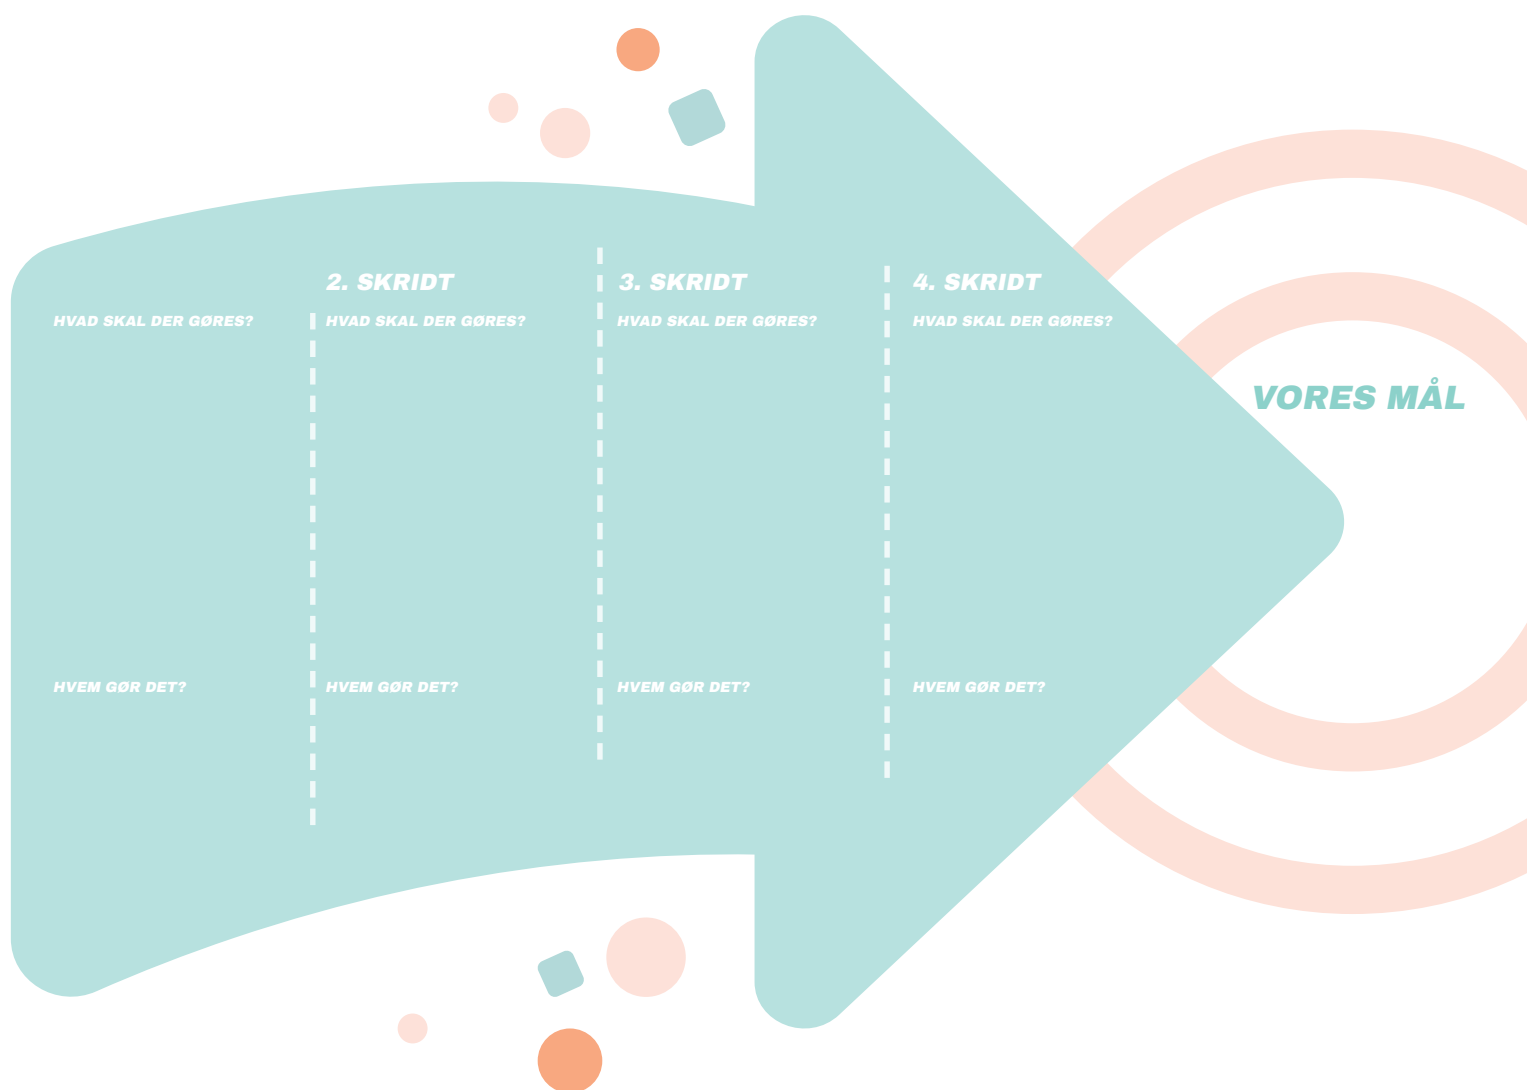 2. SKRIDT
3. SKRIDT
4. SKRIDT
HVAD SKAL DER GØRES?
HVAD SKAL DER GØRES?
HVAD SKAL DER GØRES?
HVAD SKAL DER GØRES?
VORES MÅL
HVEM GØR DET?
HVEM GØR DET?
HVEM GØR DET?
HVEM GØR DET?